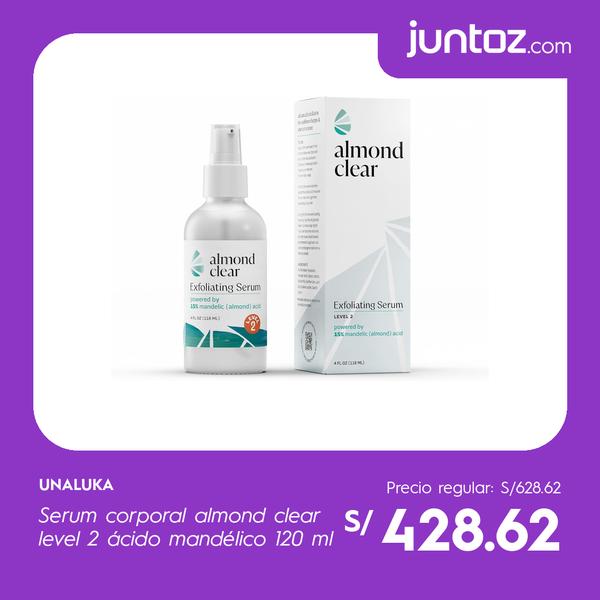 juntoz.com
almond
clear
Exfoliating Serum
powered by
15% mandelic (almond) acid
4 FL OZ (118 ML)
LEVEL
2
almond
clear
Exfoliating Serum
LEVEL 2
powered by
15% mandelic (almond) acid
4 FL OZ (118 ML)
UNALUKA
Serum corporal almond clear
level 2 ácido mandélico 120 ml
Precio regular: S/628.62
S/ 428.62